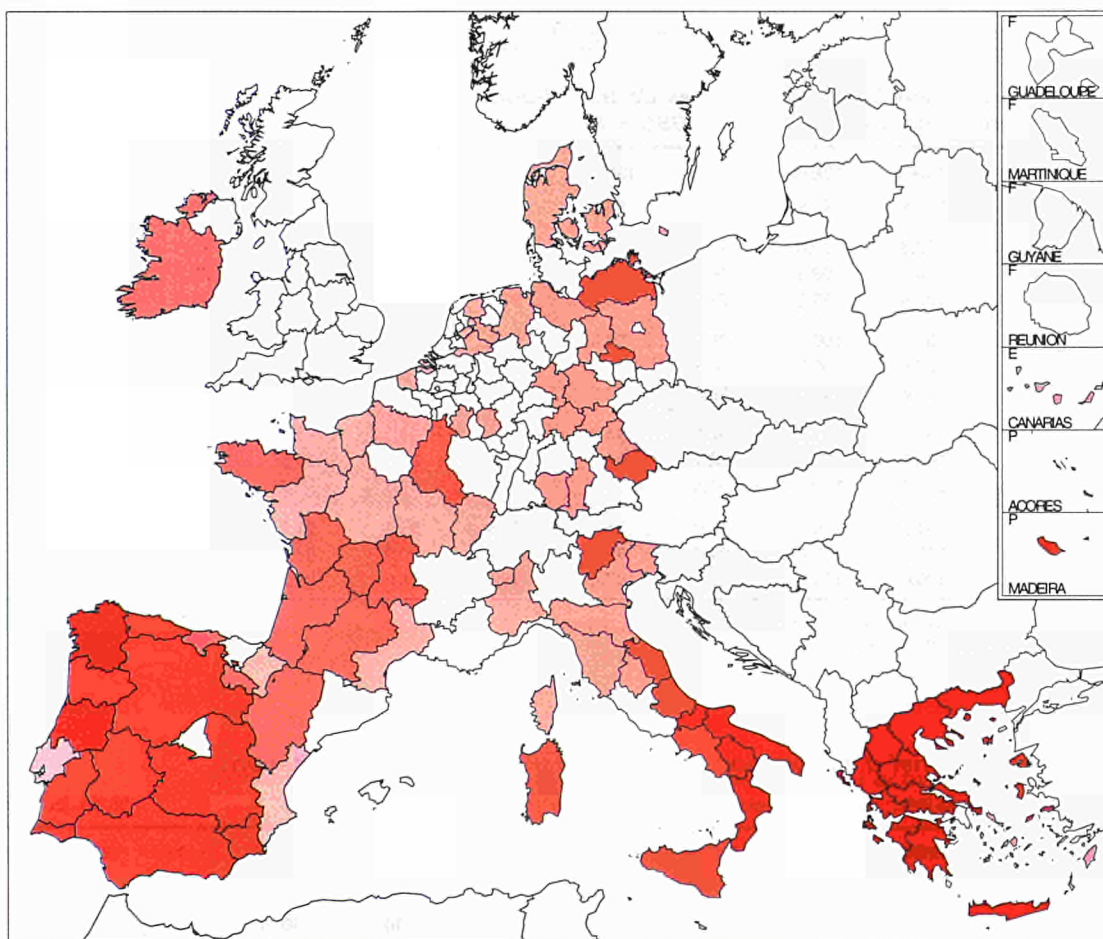 F
GUADELOUPE
F
MARTINIQUE
F
GUYANE
F
REUNION
E
CANARIAS
P
ACORES
P
MADEIRA